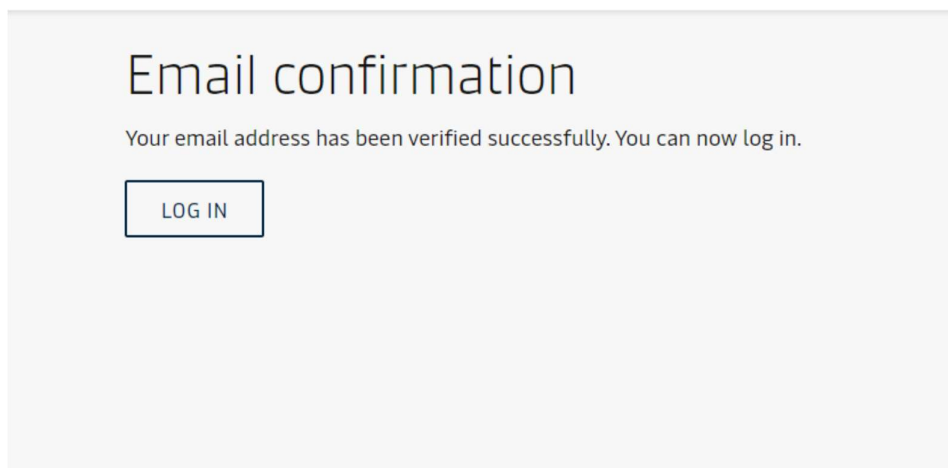 Email confirmation
Your email address has been verified successfully. You can now log in.
LOG IN